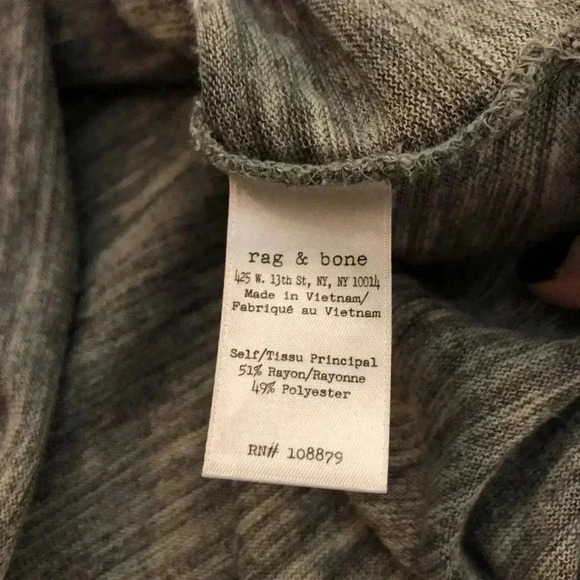 rag & bone
425 W. 13th St, NY, NY 10014
Made in Vietnam/
Fabriqué au Vietnam
Self/Tissu Principal
51% Rayon/Rayonne
49% Polyester
RN# 108879